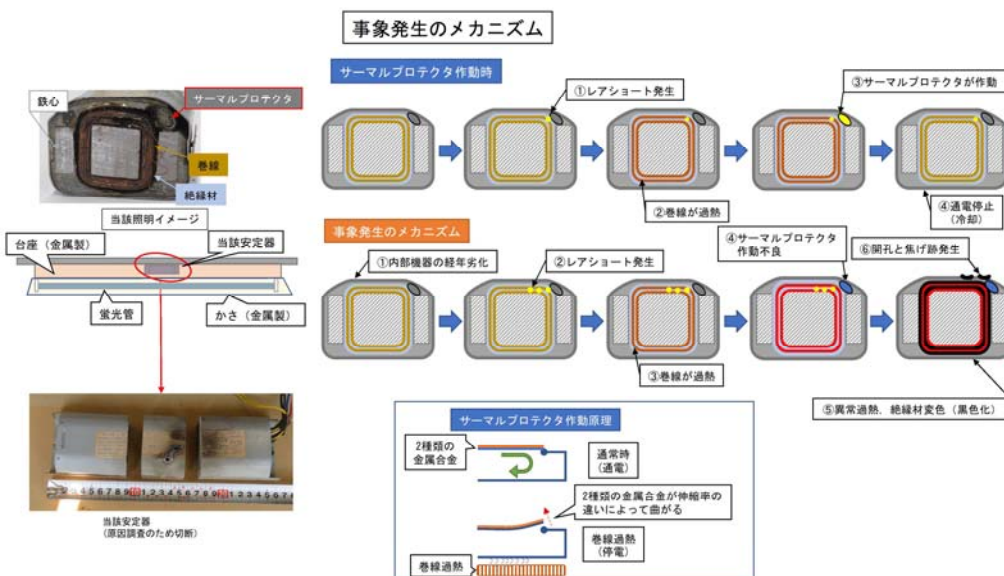 事象発生のメカニズム
鉄心
サーマルプロテクタ
巻線
絶縁材
当該照明イメージ
台座(金属製)
当該安定器
蛍光管
かさ(金属製)
当該安定器
(原因調査のため切断)
サーマルプロテクタ作動時
①レアショート発生
②巻線が過熱
③サーマルプロテクタが作動
④通電停止
(冷却)
事象発生のメカニズム
①内部機器の経年劣化
②レアショート発生
③巻線が過熱
④サーマルプロテクタ
作動不良
⑤異常過熱、絶縁材変色(黒色化)
⑥開孔と焦げ跡発生
サーマルプロテクタ作動原理
2種類の
金属合金
通常時
(通電)
2種類の金属合金が伸縮率の
違いによって曲がる
巻線過熱
(停電)
巻線過熱